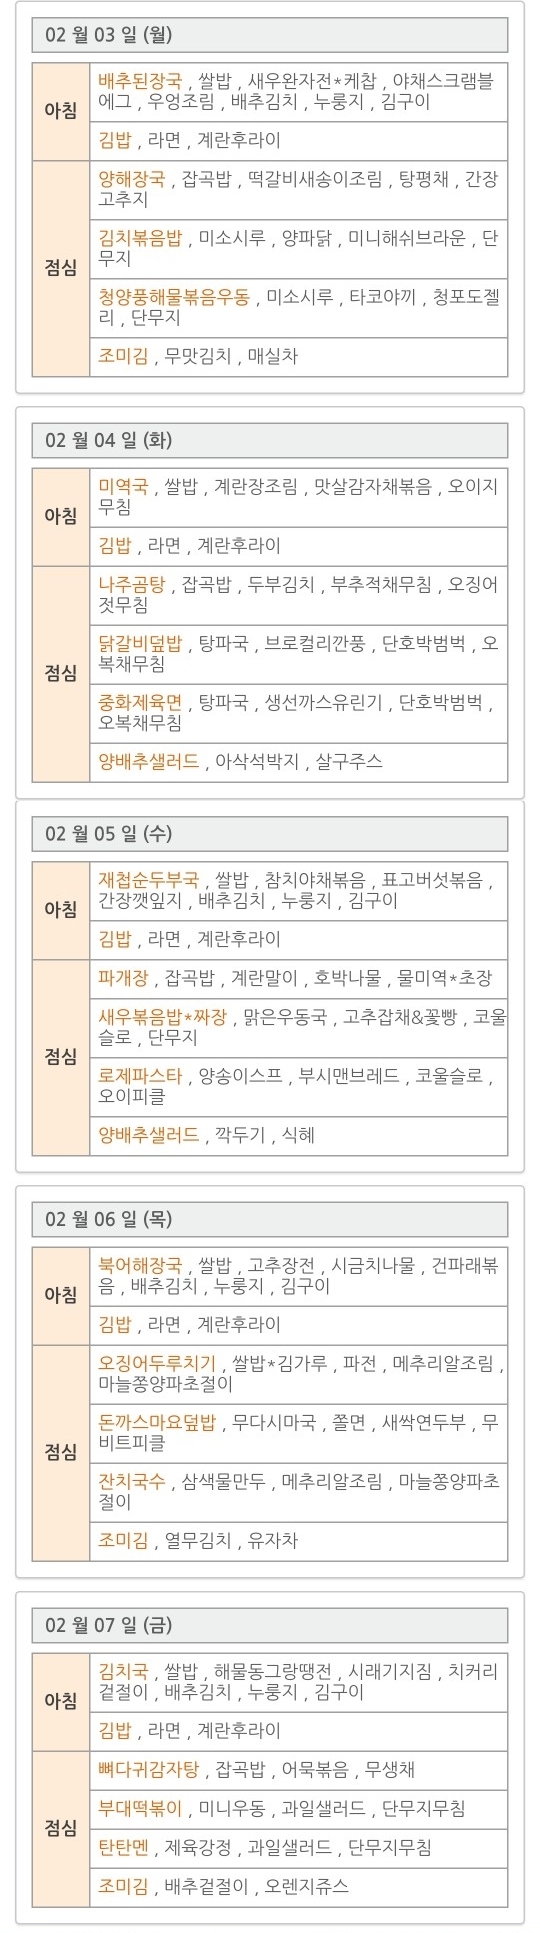 02 월 03 일 (월)
아침
배추된장국 , 쌀밥 , 새우완자전*케찹 , 야채스크램블
에그 , 우엉조림 , 배추김치 , 누룽지 , 김구이
김밥 , 라면 , 계란후라이
점심
양해장국 , 잡곡밥 , 떡갈비새송이조림 , 탕평채 , 간장
고추지
김치볶음밥 , 미소시루 , 양파닭 , 미니해쉬브라운 , 단
무지
청양풍해물볶음우동 , 미소시루 , 타코야끼 , 청포도젤
리 , 단무지
조미김 , 무맛김치 , 매실차
02 월 04 일 (화)
아침
미역국 , 쌀밥 , 계란장조림 , 맛살감자채볶음 , 오이지
무침
김밥 , 라면 , 계란후라이
점심
나주곰탕 , 잡곡밥 , 두부김치 , 부추적채무침 , 오징어
젓무침
닭갈비덮밥 , 탕파국 , 브로컬리깐풍 , 단호박범벅 , 오
복채무침
중화제육면 , 탕파국 , 생선까스유린기 , 단호박범벅 ,
오복채무침
양배추샐러드 , 아삭석박지 , 살구주스
02 월 05 일 (수)
아침
재첩순두부국 , 쌀밥 , 참치야채볶음 , 표고버섯볶음 ,
간장깻잎지 , 배추김치 , 누룽지 , 김구이
김밥 , 라면 , 계란후라이
점심
파개장 , 잡곡밥 , 계란말이 , 호박나물 , 물미역*초장
새우볶음밥*짜장 , 맑은우동국 , 고추잡채&꽃빵 , 코울
슬로 , 단무지
로제파스타 , 양송이스프 , 부시맨브레드 , 코울슬로 ,
오이피클
양배추샐러드 , 깍두기 , 식혜
02 월 06 일 (목)
아침
북어해장국 , 쌀밥 , 고추장전 , 시금치나물 , 건파래볶
음 , 배추김치 , 누룽지 , 김구이
김밥 , 라면 , 계란후라이
점심
오징어두루치기 , 쌀밥*김가루 , 파전 , 메추리알조림 ,
마늘쫑양파초절이
돈까스마요덮밥 , 무다시마국 , 쫄면 , 새싹연두부 , 무
비트피클
잔치국수 , 삼색물만두 , 메추리알조림 , 마늘쫑양파초
절이
조미김 , 열무김치 , 유자차
02 월 07 일 (금)
아침
김치국 , 쌀밥 , 해물동그랑땡전 , 시래기지짐 , 치커리
겉절이 , 배추김치 , 누룽지 , 김구이
김밥 , 라면 , 계란후라이
점심
뼈다귀감자탕 , 잡곡밥 , 어묵볶음 , 무생채
부대떡볶이 , 미니우동 , 과일샐러드 , 단무지무침
탄탄멘 , 제육강정 , 과일샐러드 , 단무지무침
조미김 , 배추겉절이 , 오렌지쥬스